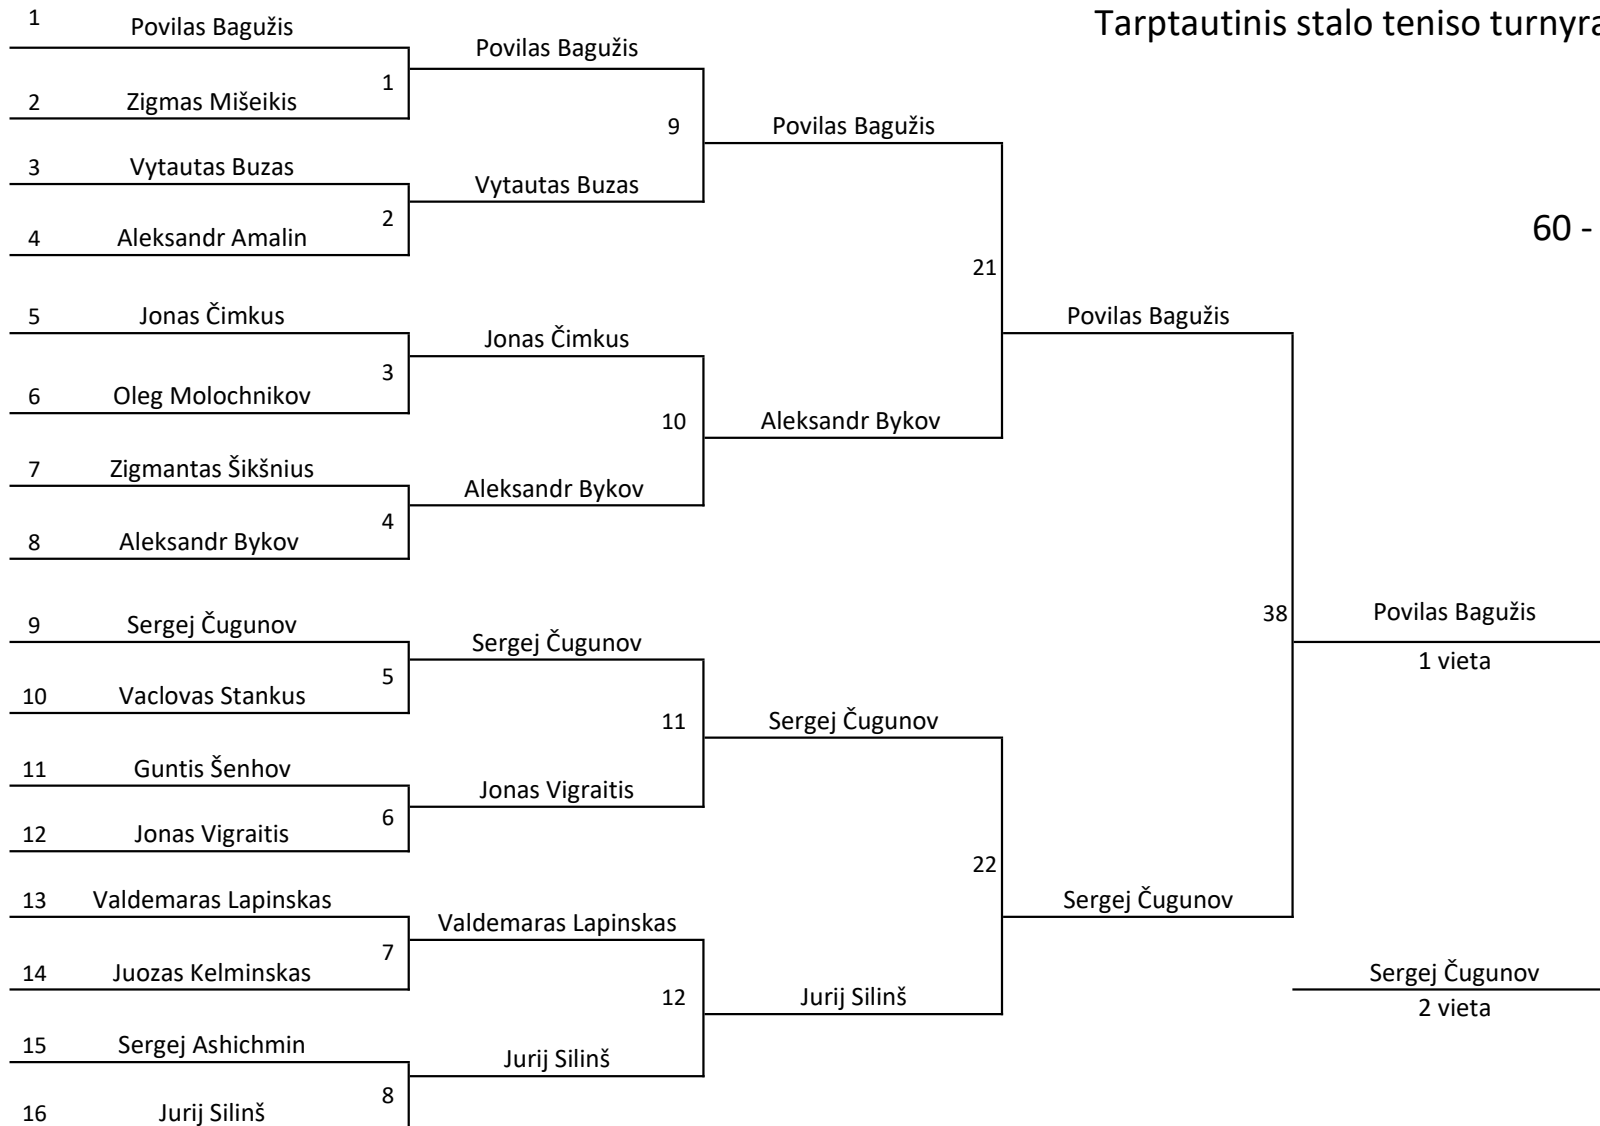 Tarptautinis stalo teniso turnyra
60 -
1 Povilas Bagužis
Povilas Bagužis
1
2 Zigmas Mišeikis
9 Povilas Bagužis
3 Vytautas Buzas
Vytautas Buzas
2
4 Aleksandr Amalin
21
5 Jonas Čimkus
Povilas Bagužis
Jonas Čimkus
3
6 Oleg Molochnikov
10 Aleksandr Bykov
7 Zigmantas Šikšnius
Aleksandr Bykov
4
8 Aleksandr Bykov
38 Povilas Bagužis
1 vieta
9 Sergej Čugunov
Sergej Čugunov
5
10 Vaclovas Stankus
11 Sergej Čugunov
11 Guntis Šenhov
Jonas Vigraitis
6
12 Jonas Vigraitis
22
13 Valdemaras Lapinskas
Sergej Čugunov
Valdemaras Lapinskas
7
14 Juozas Kelminskas
Sergej Čugunov
2 vieta
12 Jurij Silinš
15 Sergej Ashichmin
Jurij Silinš
8
16 Jurij Silinš